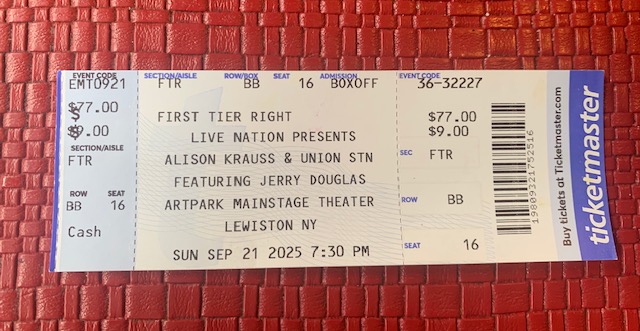 EVENT CODE
EMT0921
$77.00
$
$9.00
SECTION/AISLE
FTR
ROW SEAT
BB 16
Cash
SECTION/AISLE ROW/BOX SEAT ADMISSION
FTR BB 16 BOXOFF
FIRST TIER RIGHT
LIVE NATION PRESENTS
ALISON KRAUSS & UNION STN
FEATURING JERRY DOUGLAS
ARTPARK MAINSTAGE THEATER
LEWISTON NY
SUN SEP 21 2025 7:30 PM
EVENT CODE
36-32227
$77.00
$9.00
SEC FTR
ROW BB
SEAT 16
19809321752516
Buy tickets at Ticketmaster.com
ticketmaster